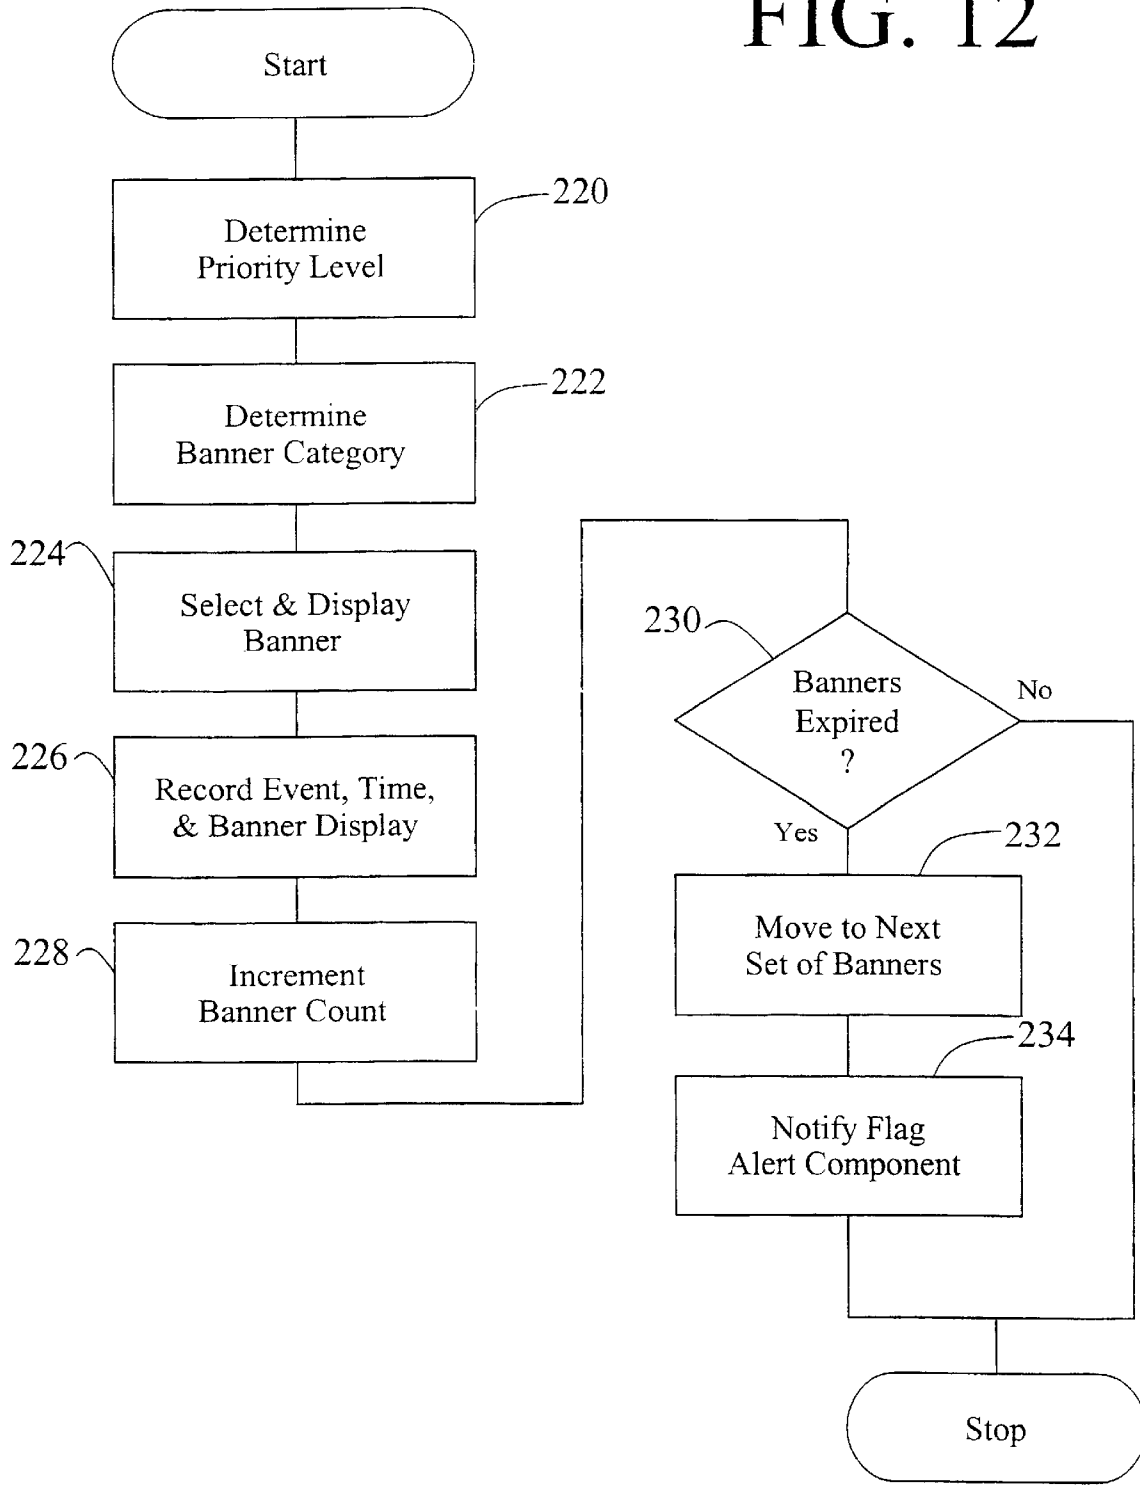 FIG. 12
Start
220
Determine
Priority Level
222
Determine
Banner Category
224
Select & Display
Banner
226
Record Event, Time,
& Banner Display
228
Increment
Banner Count
230
Banners
Expired
?
No
Yes
232
Move to Next
Set of Banners
234
Notify Flag
Alert Component
Stop